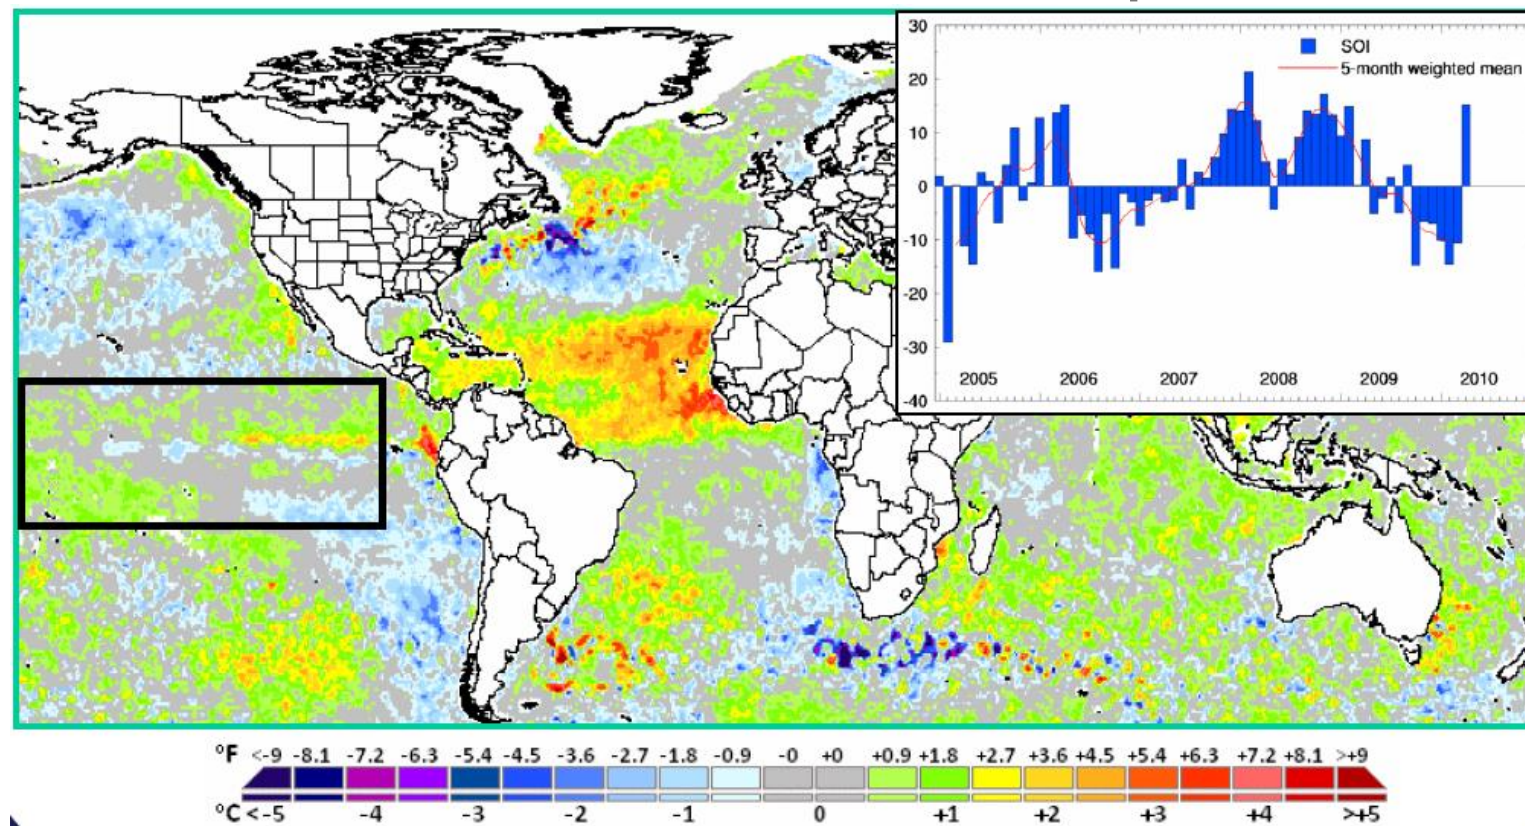 30
SOI
5-month weighted mean
20
10
0
-10
-20
-30
-40
2005 2006 2007 2008 2009 2010
°F <-9 -8.1 -7.2 -6.3 -5.4 -4.5 -3.6 -2.7 -1.8 -0.9 -0 +0 +0.9 +1.8 +2.7 +3.6 +4.5 +5.4 +6.3 +7.2 +8.1 >+9
°C <-5 -4 -3 -2 -1 0 +1 +2 +3 +4 >+5